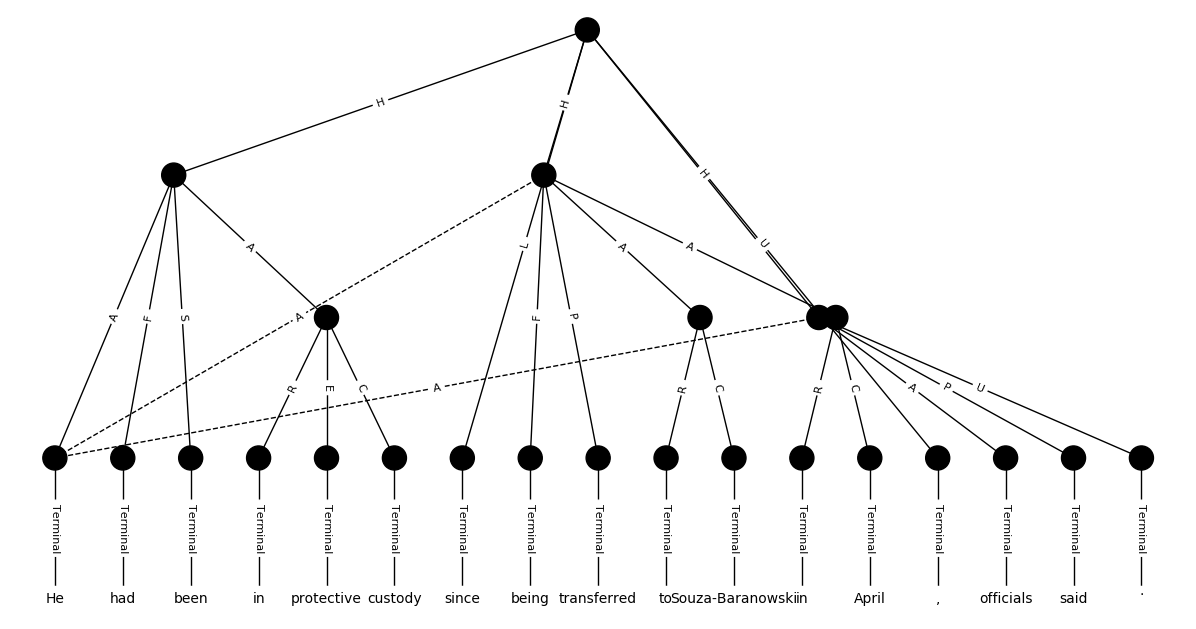 H
H
H
U
A
F
S
A
A
L
F
P
A
A
A
R
E
C
R
C
R
C
A
P
U
Terminal Terminal Terminal Terminal Terminal Terminal Terminal Terminal Terminal Terminal Terminal Terminal Terminal Terminal Terminal Terminal Terminal
He had been in protective custody since being transferred to Souza-Baranowski in April , officials said .